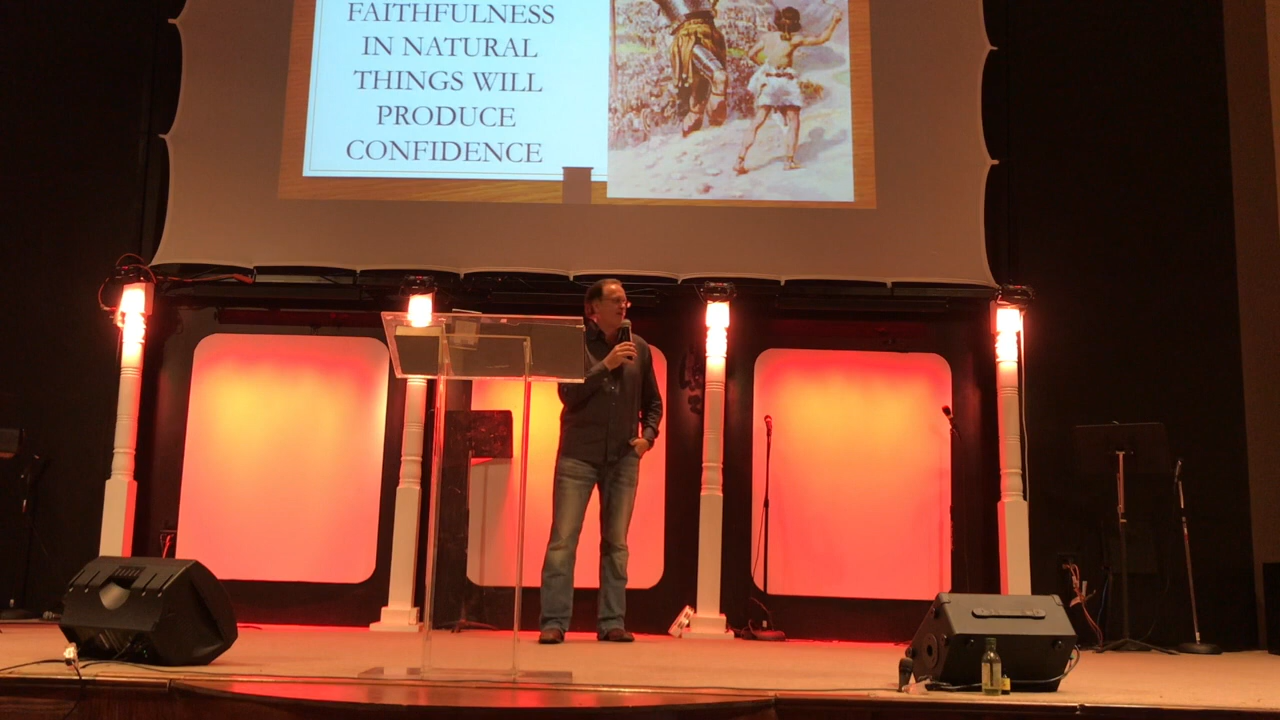 FAITHFULNESS
IN NATURAL
THINGS WILL
PRODUCE
CONFIDENCE